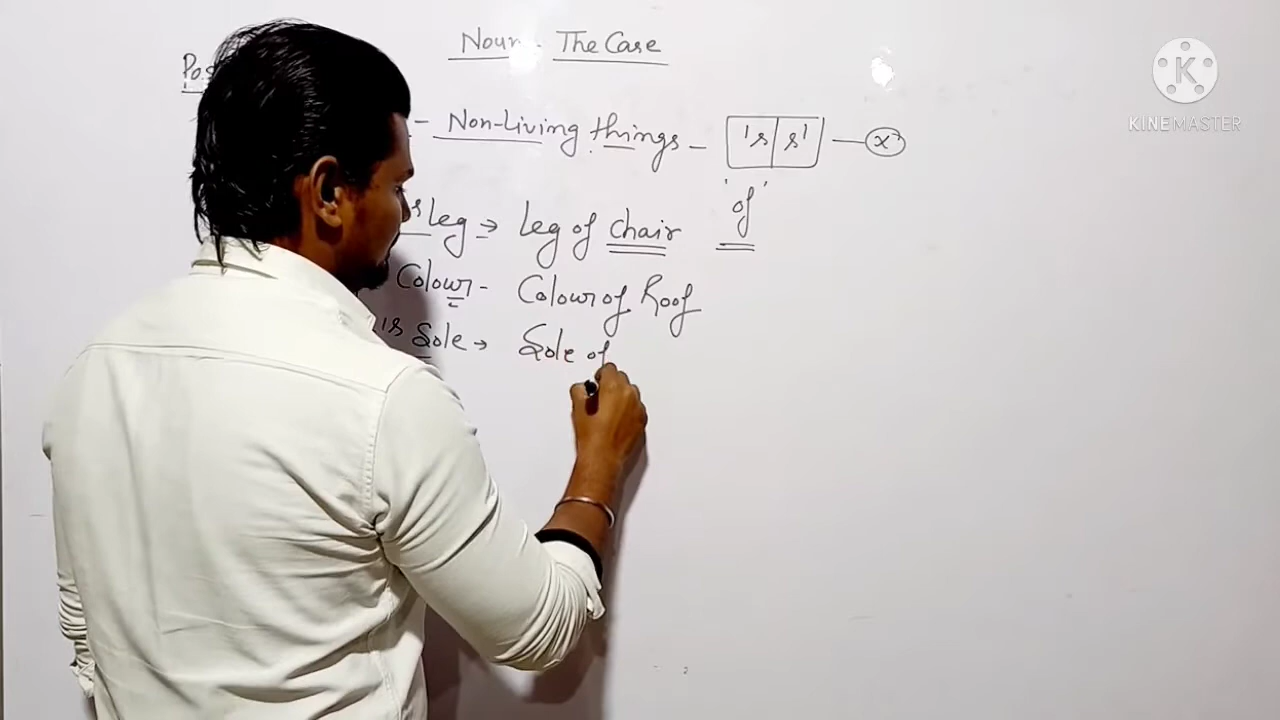 Noun - The Case
- Non-Living things - 's s' - x
's Leg → Leg of Chair 'of'
Colour - Colour of Roof
's Sole → Sole of
K
KINEMASTER